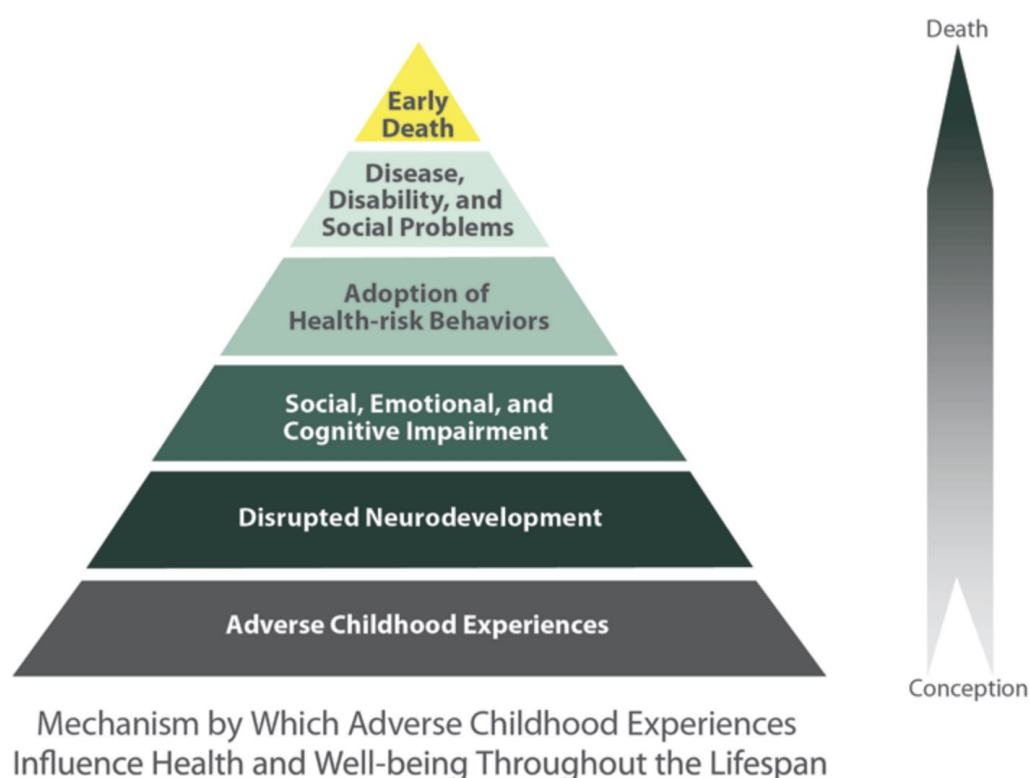 Death
Early
Death
Disease,
Disability, and
Social Problems
Adoption of
Health-risk Behaviors
Social, Emotional, and
Cognitive Impairment
Disrupted Neurodevelopment
Adverse Childhood Experiences
Conception
Mechanism by Which Adverse Childhood Experiences
Influence Health and Well-being Throughout the Lifespan